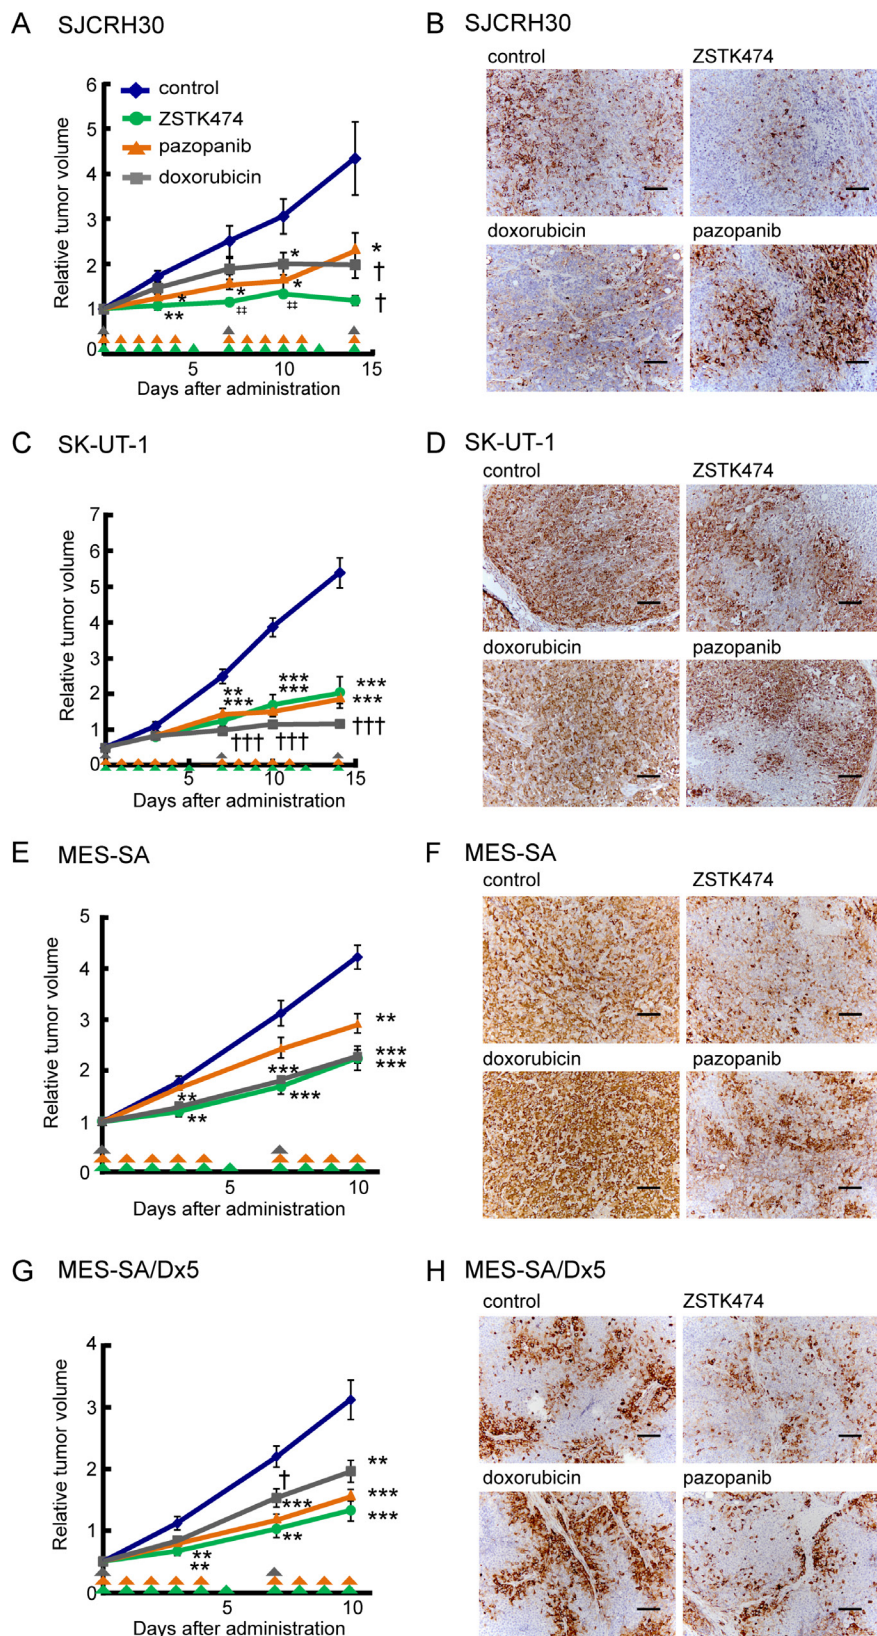 A SJCRH30
Relative tumor volume
6
5
4
3
2
1
0
control
ZSTK474
pazopanib
doxorubicin
*
†
†
*
*
*
‡‡
‡‡
*
**
5 10 15
Days after administration
B SJCRH30
control ZSTK474
doxorubicin pazopanib
C SK-UT-1
Relative tumor volume
7
6
5
4
3
2
1
0
**
***
***
***
***
***
†††
†††
†††
5 10 15
Days after administration
D SK-UT-1
control ZSTK474
doxorubicin pazopanib
E MES-SA
Relative tumor volume
5
4
3
2
1
0
**
***
***
***
***
**
**
5 10
Days after administration
F MES-SA
control ZSTK474
doxorubicin pazopanib
G MES-SA/Dx5
Relative tumor volume
4
3
2
1
0
**
†
***
***
***
**
**
**
5 10
Days after administration
H MES-SA/Dx5
control ZSTK474
doxorubicin pazopanib